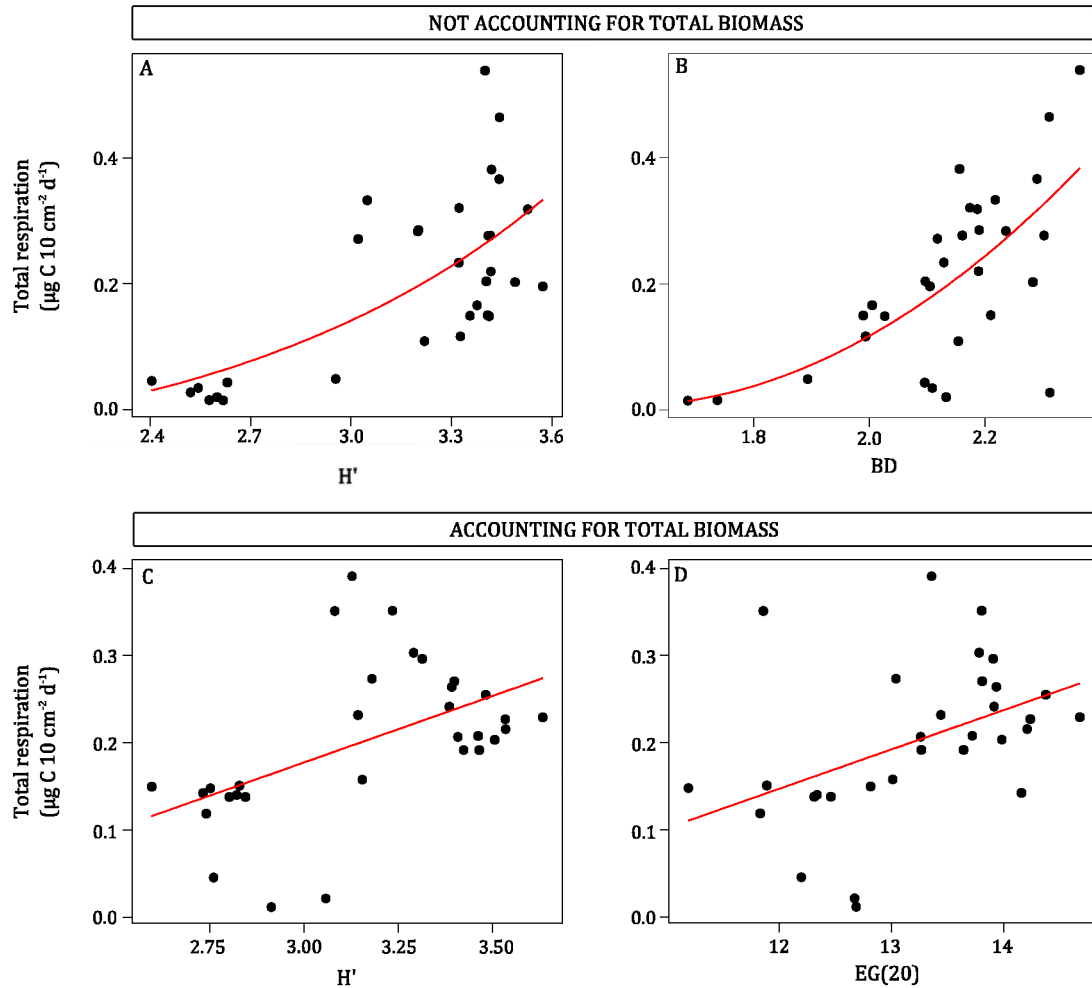 NOT ACCOUNTING FOR TOTAL BIOMASS
A
B
Total respiration
(µg C 10 cm⁻² d⁻¹)
0.4
0.2
0.0
0.4
0.2
0.0
2.4 2.7 3.0 3.3 3.6
1.8 2.0 2.2
H'
BD
ACCOUNTING FOR TOTAL BIOMASS
C
D
Total respiration
(µg C 10 cm⁻² d⁻¹)
0.4
0.3
0.2
0.1
0.0
0.4
0.3
0.2
0.1
0.0
2.75 3.00 3.25 3.50
12 13 14
H'
EG(20)